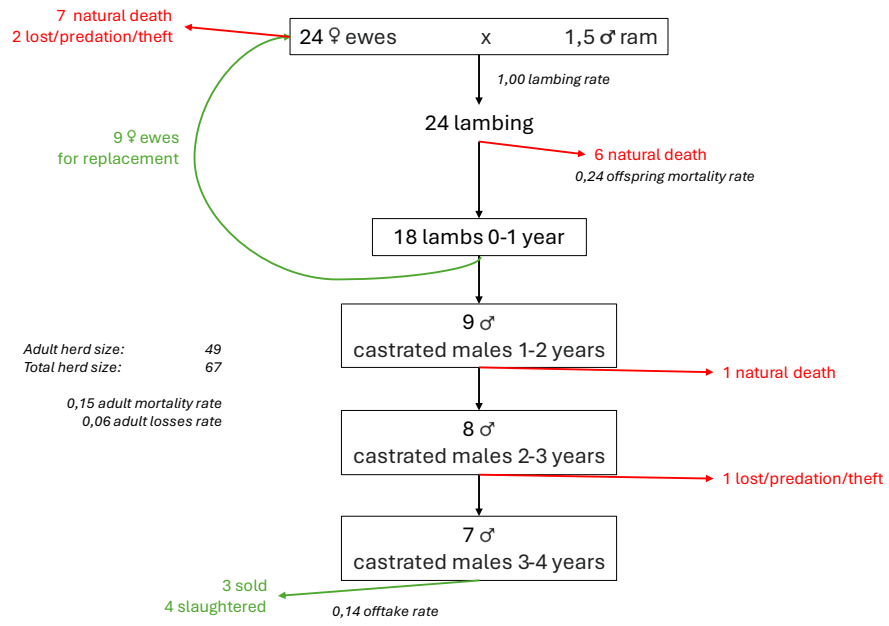 7 natural death
2 lost/predation/theft
24 ♀ ewes x 1,5 ♂ ram
1,00 lambing rate
24 lambing
9 ♀ ewes
for replacement
6 natural death
0,24 offspring mortality rate
18 lambs 0-1 year
9 ♂
castrated males 1-2 years
Adult herd size: 49
Total herd size: 67
1 natural death
0,15 adult mortality rate
0,06 adult losses rate
8 ♂
castrated males 2-3 years
1 lost/predation/theft
7 ♂
castrated males 3-4 years
3 sold
4 slaughtered
0,14 offtake rate